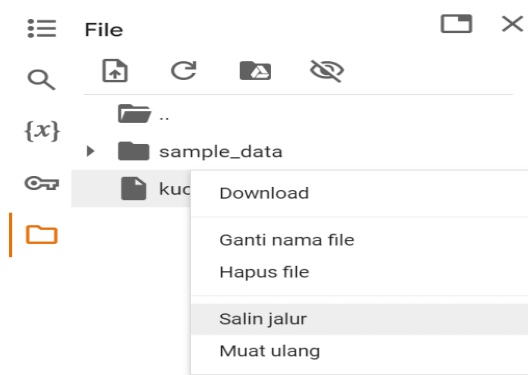 File
..
{x}
sample_data
kuc
Download
Ganti nama file
Hapus file
Salin jalur
Muat ulang